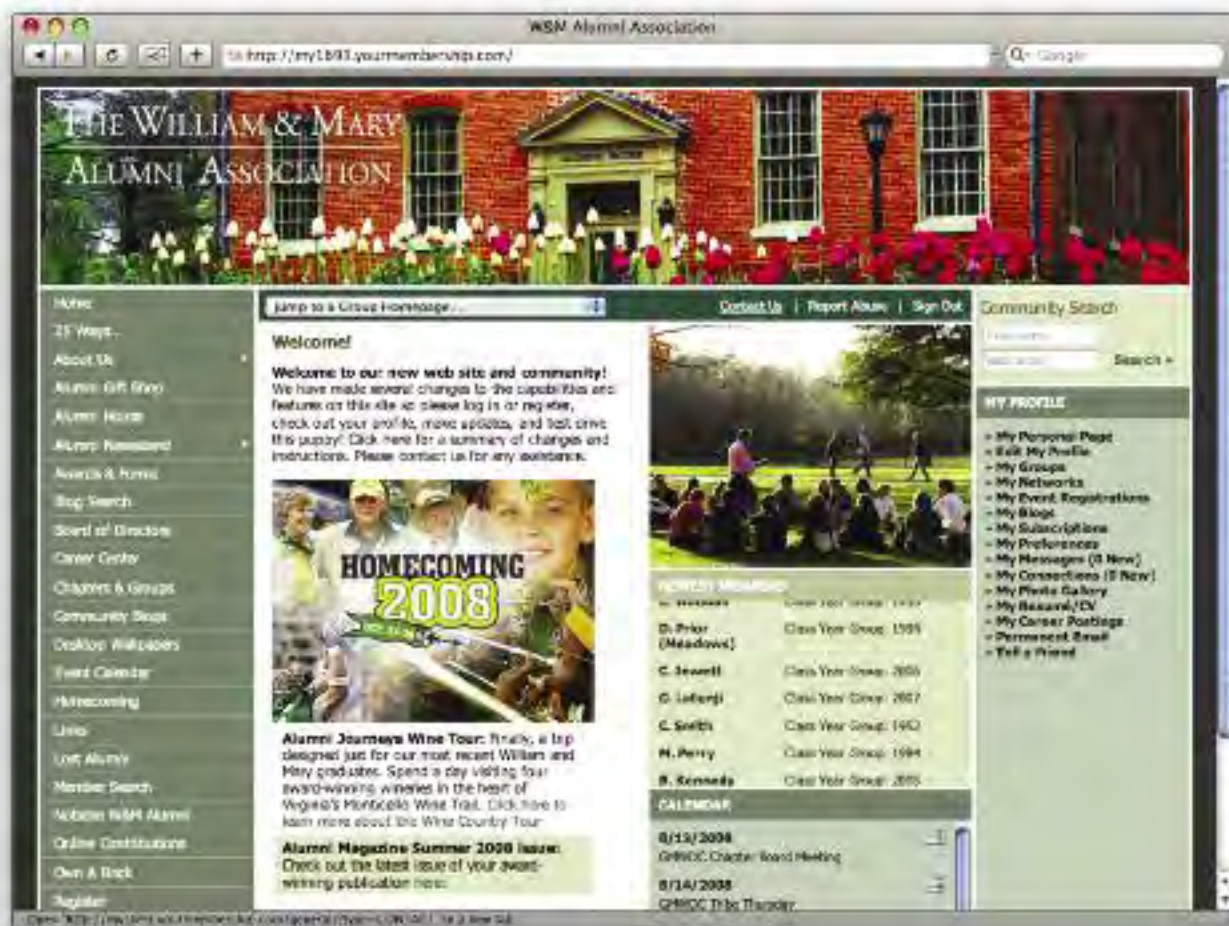 W&M Alumni Association
http://my1693.yourmembership.com/
Google
THE WILLIAM & MARY
ALUMNI ASSOCIATION
Home
25 Ways...
About Us
Alumni Gift Shop
Alumni House
Alumni Newsstand
Awards & Forms
Blog Search
Board of Directors
Career Center
Chapters & Groups
Community Blogs
Desktop Wallpapers
Event Calendar
Homecoming
Links
Lost Alumni
Member Search
Notable W&M Alumni
Online Contributions
Own A Brick
Register
Jump to a Group Homepage...
Contact Us | Report Abuse | Sign Out
Welcome!
Welcome to our new web site and community!
We have made several changes to the capabilities and
features on this site so please log in or register,
check out your profile, make updates, and test drive
this puppy! Click here for a summary of changes and
instructions. Please contact us for any assistance.
HOMECOMING
2008
Alumni Journeys Wine Tour: Finally, a trip
designed just for our most recent William and
Mary graduates. Spend a day visiting four
award-winning wineries in the heart of
Virginia's Monticello Wine Trail. Click here to
learn more about this Wine Country Tour
Alumni Magazine Summer 2008 issue:
Check out the latest issue of your award-
winning publication here.
NEWEST MEMBERS
D. Prior Class Year Group:
(Meadows)
C. Jewett Class Year Group: 2006
Class Year Group: 2007
C. Smith Class Year Group:
M. Perry Class Year Group: 1994
B. Kennedy Class Year Group:
CALENDAR
8/13/2008
GMWDC Chapter Board Meeting
8/14/2008
GMWDC Tribe Thursday
Community Search
Search »
MY PROFILE
» My Personal Page
» Edit My Profile
» My Groups
» My Networks
» My Event Registrations
» My Blogs
» My Subscriptions
» My Preferences
» My Messages (0 New)
» My Connections (0 New)
» My Photo Gallery
» My Resumé/CV
» My Career Postings
» Permanent Email
» Tell a Friend